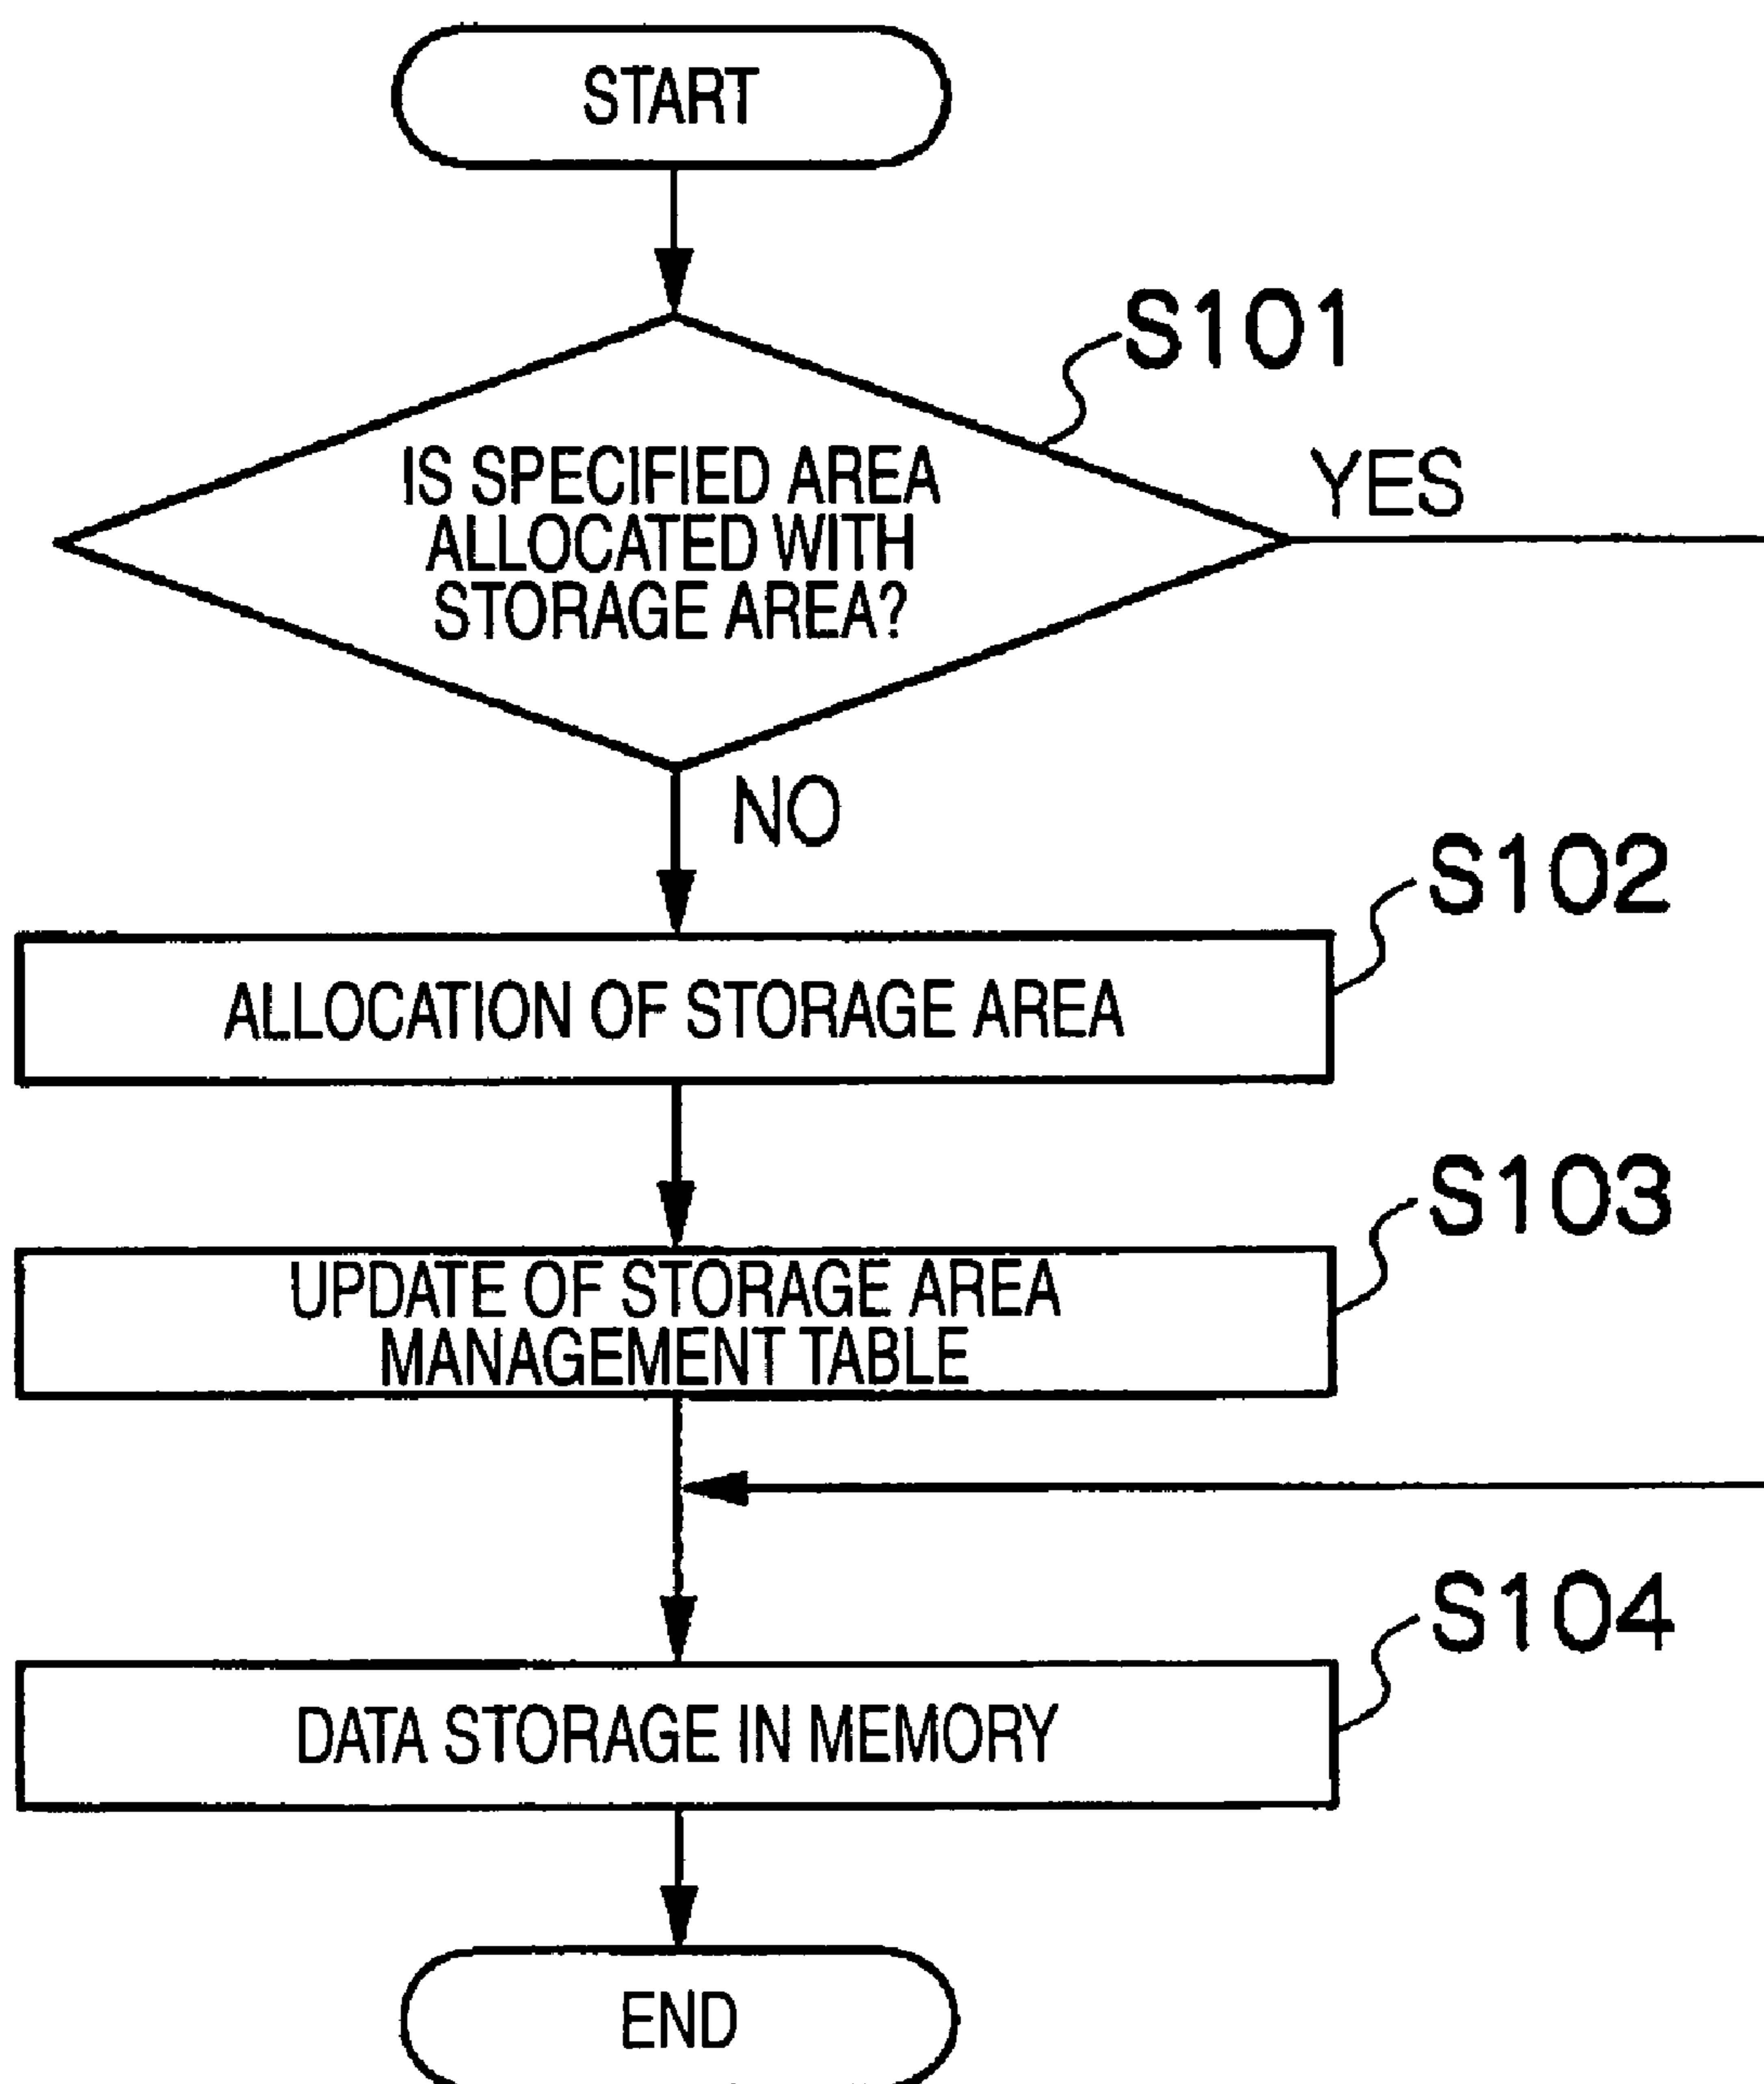 START
S101
IS SPECIFIED AREA
ALLOCATED WITH
STORAGE AREA?
YES
NO
S102
ALLOCATION OF STORAGE AREA
S103
UPDATE OF STORAGE AREA
MANAGEMENT TABLE
S104
DATA STORAGE IN MEMORY
END